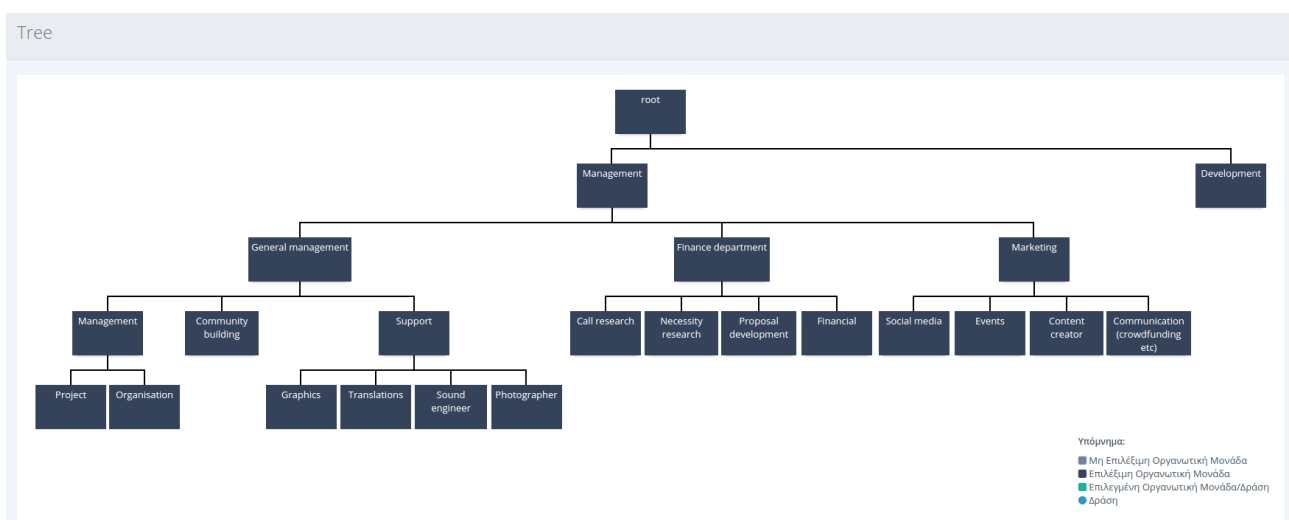 Tree
root
Management
Development
General management
Finance department
Marketing
Management
Community
building
Support
Call research
Necessity
research
Proposal
development
Financial
Social media
Events
Content
creator
Communication
(crowdfunding
etc)
Project
Organisation
Graphics
Translations
Sound
engineer
Photographer
Υπόμνημα:
Μη Επιλέξιμη Οργανωτική Μονάδα
Επιλέξιμη Οργανωτική Μονάδα
Επιλεγμένη Οργανωτική Μονάδα/Δράση
Δράση